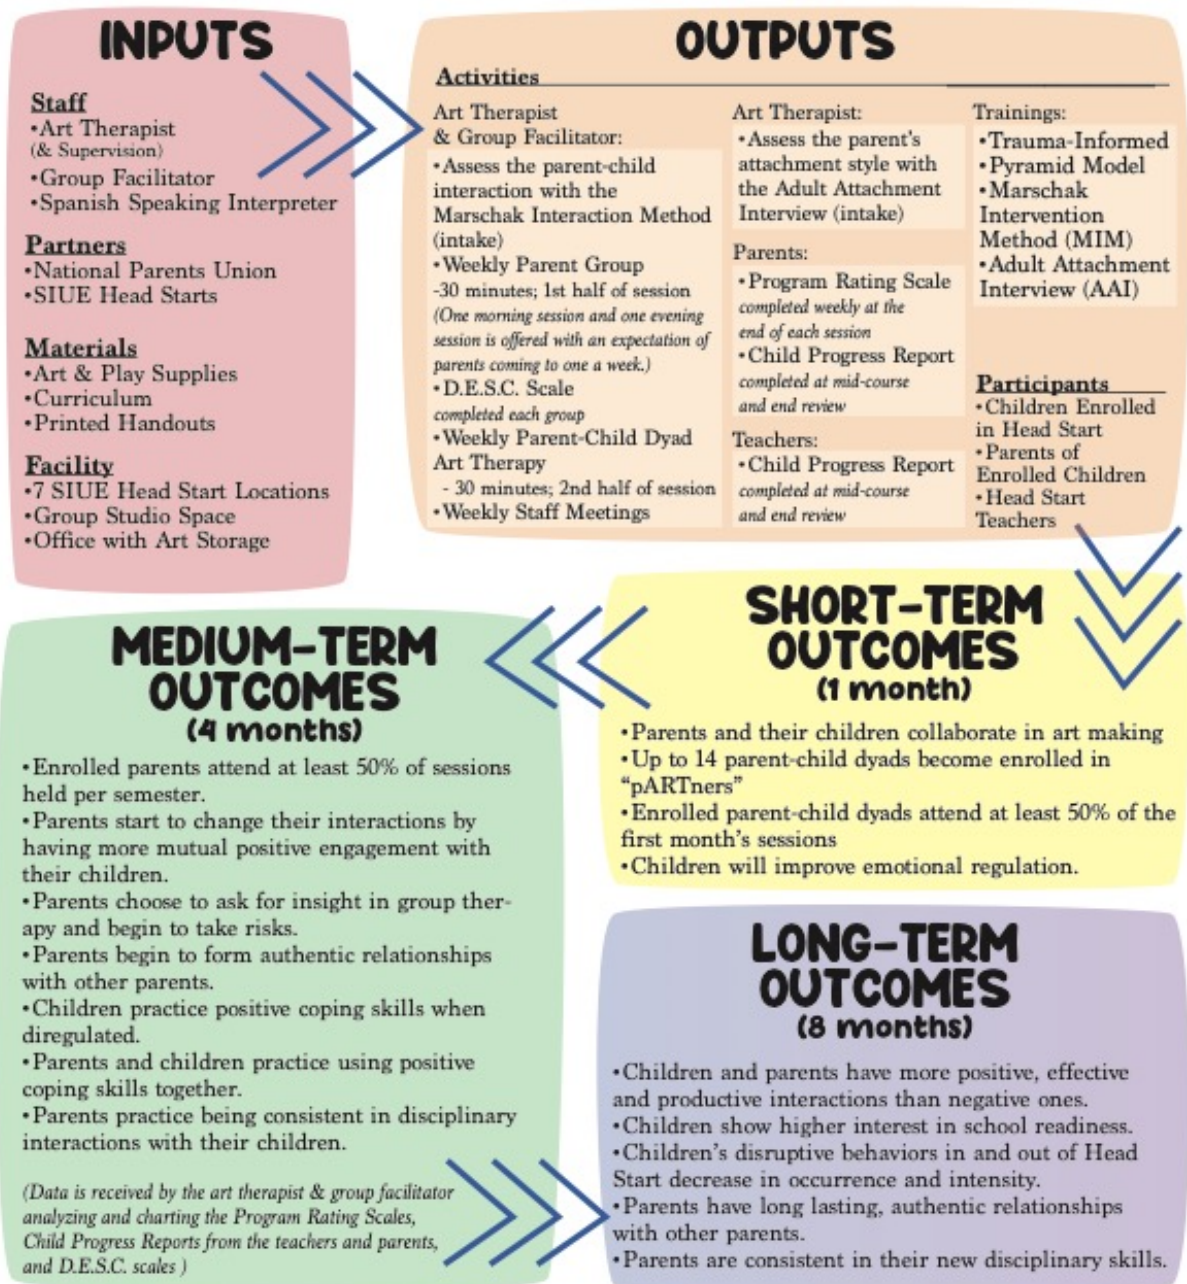 INPUTS
Staff
•Art Therapist
(& Supervision)
•Group Facilitator
•Spanish Speaking Interpreter
Partners
•National Parents Union
•SIUE Head Starts
Materials
•Art & Play Supplies
•Curriculum
•Printed Handouts
Facility
•7 SIUE Head Start Locations
•Group Studio Space
•Office with Art Storage
OUTPUTS
Activities
Art Therapist
& Group Facilitator:
•Assess the parent-child
interaction with the
Marschak Interaction Method
(intake)
•Weekly Parent Group
-30 minutes; 1st half of session
(One morning session and one evening
session is offered with an expectation of
parents coming to one a week.)
•D.E.S.C. Scale
completed each group
•Weekly Parent-Child Dyad
Art Therapy
- 30 minutes; 2nd half of session
•Weekly Staff Meetings
Art Therapist:
•Assess the parent's
attachment style with
the Adult Attachment
Interview (intake)
Parents:
•Program Rating Scale
completed weekly at the
end of each session
•Child Progress Report
completed at mid-course
and end review
Teachers:
•Child Progress Report
completed at mid-course
and end review
Trainings:
•Trauma-Informed
•Pyramid Model
•Marschak
Intervention
Method (MIM)
•Adult Attachment
Interview (AAI)
Participants
•Children Enrolled
in Head Start
•Parents of
Enrolled Children
•Head Start
Teachers
SHORT-TERM
OUTCOMES
(1 month)
•Parents and their children collaborate in art making
•Up to 14 parent-child dyads become enrolled in
“pARTners”
•Enrolled parent-child dyads attend at least 50% of the
first month's sessions
•Children will improve emotional regulation.
MEDIUM-TERM
OUTCOMES
(4 months)
•Enrolled parents attend at least 50% of sessions
held per semester.
•Parents start to change their interactions by
having more mutual positive engagement with
their children.
•Parents choose to ask for insight in group ther-
apy and begin to take risks.
•Parents begin to form authentic relationships
with other parents.
•Children practice positive coping skills when
diregulated.
•Parents and children practice using positive
coping skills together.
•Parents practice being consistent in disciplinary
interactions with their children.
(Data is received by the art therapist & group facilitator
analyzing and charting the Program Rating Scales,
Child Progress Reports from the teachers and parents,
and D.E.S.C. scales )
LONG-TERM
OUTCOMES
(8 months)
•Children and parents have more positive, effective
and productive interactions than negative ones.
•Children show higher interest in school readiness.
•Children's disruptive behaviors in and out of Head
Start decrease in occurrence and intensity.
•Parents have long lasting, authentic relationships
with other parents.
•Parents are consistent in their new disciplinary skills.